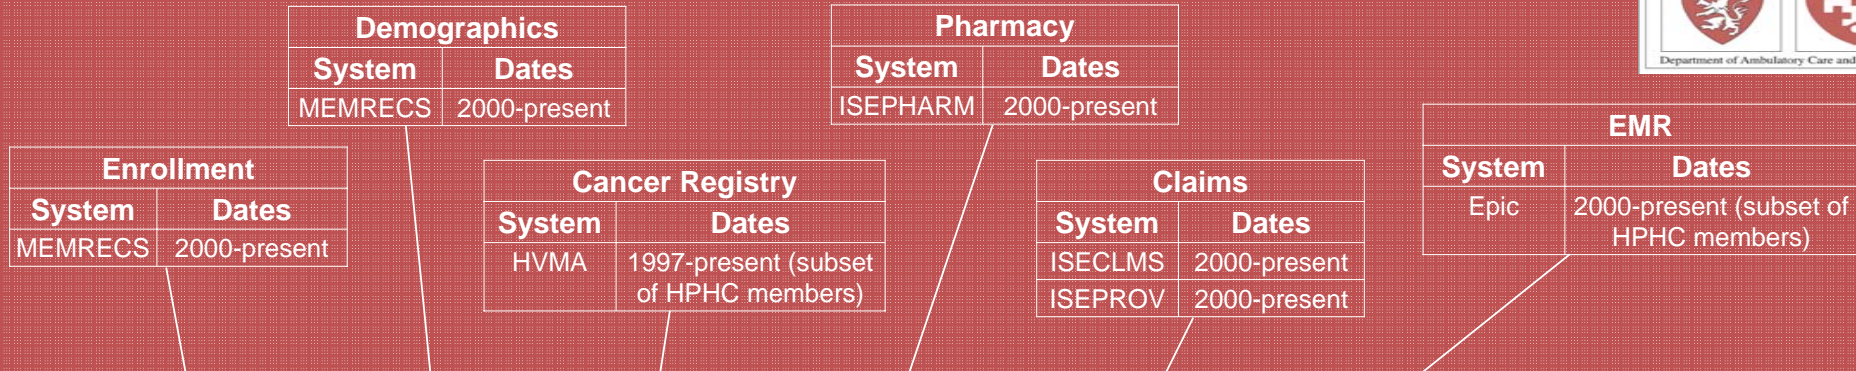 Demographics
System Dates
MEMRECS 2000-present
Pharmacy
System Dates
ISEPHARM 2000-present
Department of Ambulatory Care and
Enrollment
System Dates
MEMRECS 2000-present
Cancer Registry
System Dates
HVMA 1997-present (subset
of HPHC members)
Claims
System Dates
ISECLMS 2000-present
ISEPROV 2000-present
EMR
System Dates
Epic 2000-present (subset of
HPHC members)